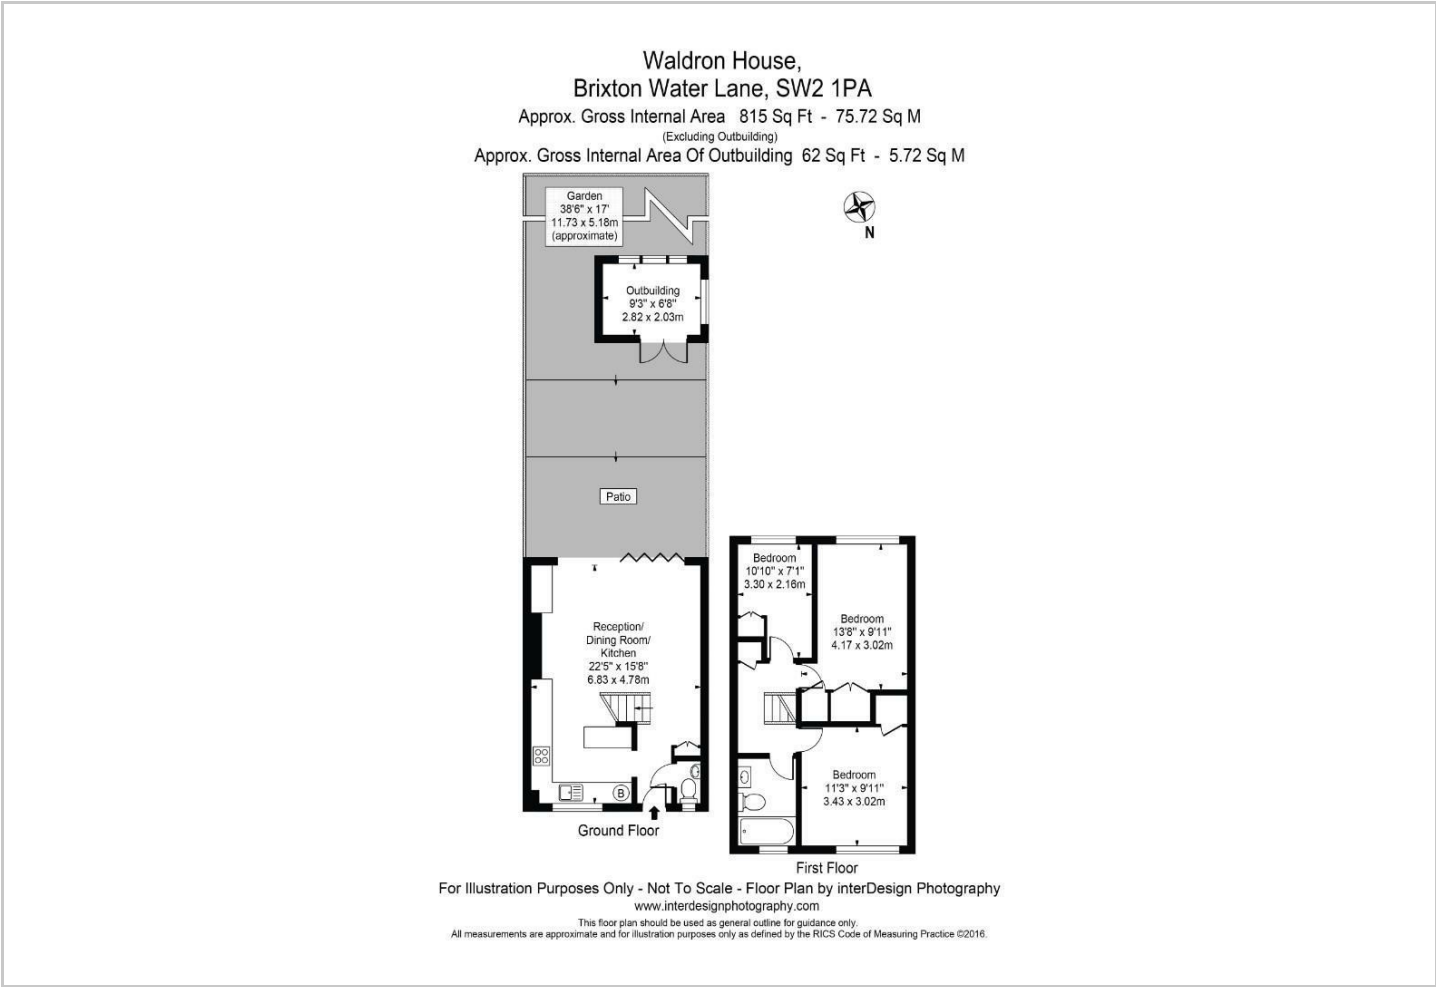 Waldron House,
Brixton Water Lane, SW2 1PA
Approx. Gross Internal Area 815 Sq Ft - 75.72 Sq M
(Excluding Outbuilding)
Approx. Gross Internal Area Of Outbuilding 62 Sq Ft - 5.72 Sq M
Garden
38'6" x 17'
11.73 x 5.18m
(approximate)
N
Outbuilding
9'3" x 6'8"
2.82 x 2.03m
Patio
Reception/
Dining Room/
Kitchen
22'5" x 15'8"
6.83 x 4.78m
B
Ground Floor
Bedroom
10'10" x 7'1"
3.30 x 2.16m
Bedroom
13'8" x 9'11"
4.17 x 3.02m
Bedroom
11'3" x 9'11"
3.43 x 3.02m
First Floor
For Illustration Purposes Only - Not To Scale - Floor Plan by interDesign Photography
www.interdesignphotography.com
This floor plan should be used as general outline for guidance only.
All measurements are approximate and for illustration purposes only as defined by the RICS Code of Measuring Practice ©2016.